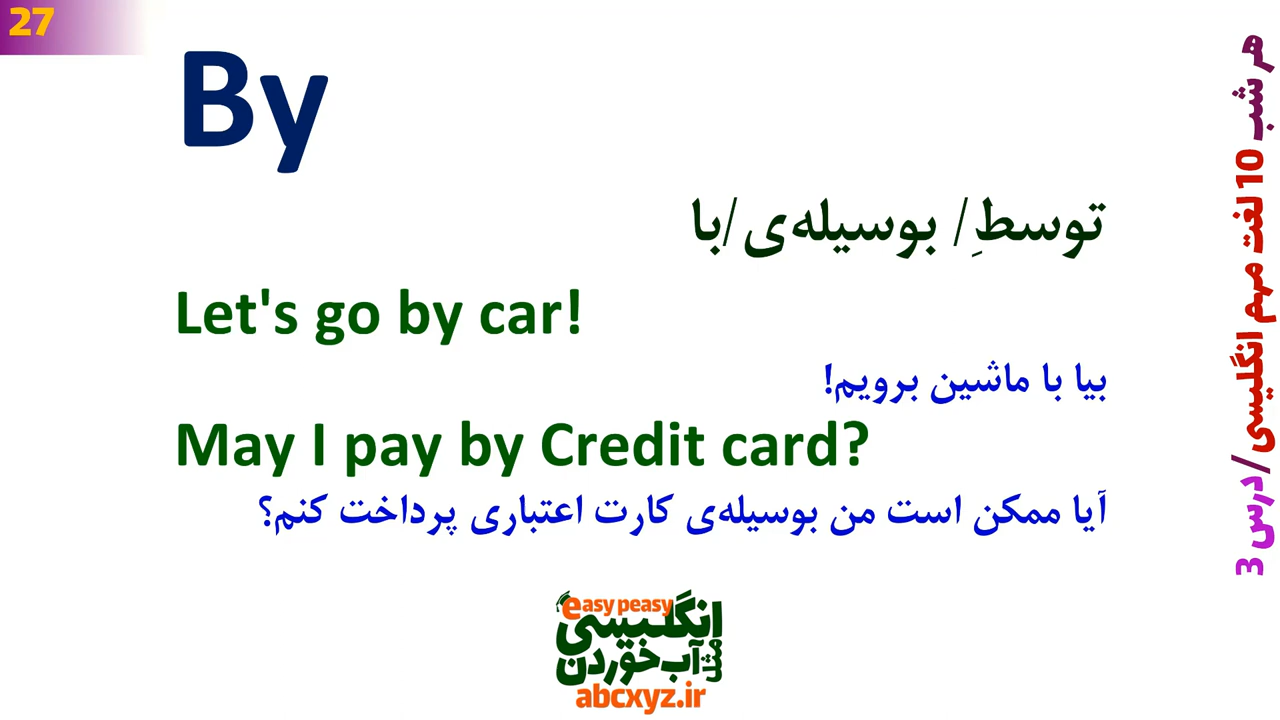 27
By
توسطِ/ بوسیله‌ی/با
Let's go by car!
بیا با ماشین برویم!
May I pay by Credit card?
آیا ممکن است من بوسیله‌ی کارت اعتباری پرداخت کنم؟
هر شب 10 لغت مهم انگلیسی/درس 3
easy peasy
انگلیسی
مثل آب خوردن
abcxyz.ir